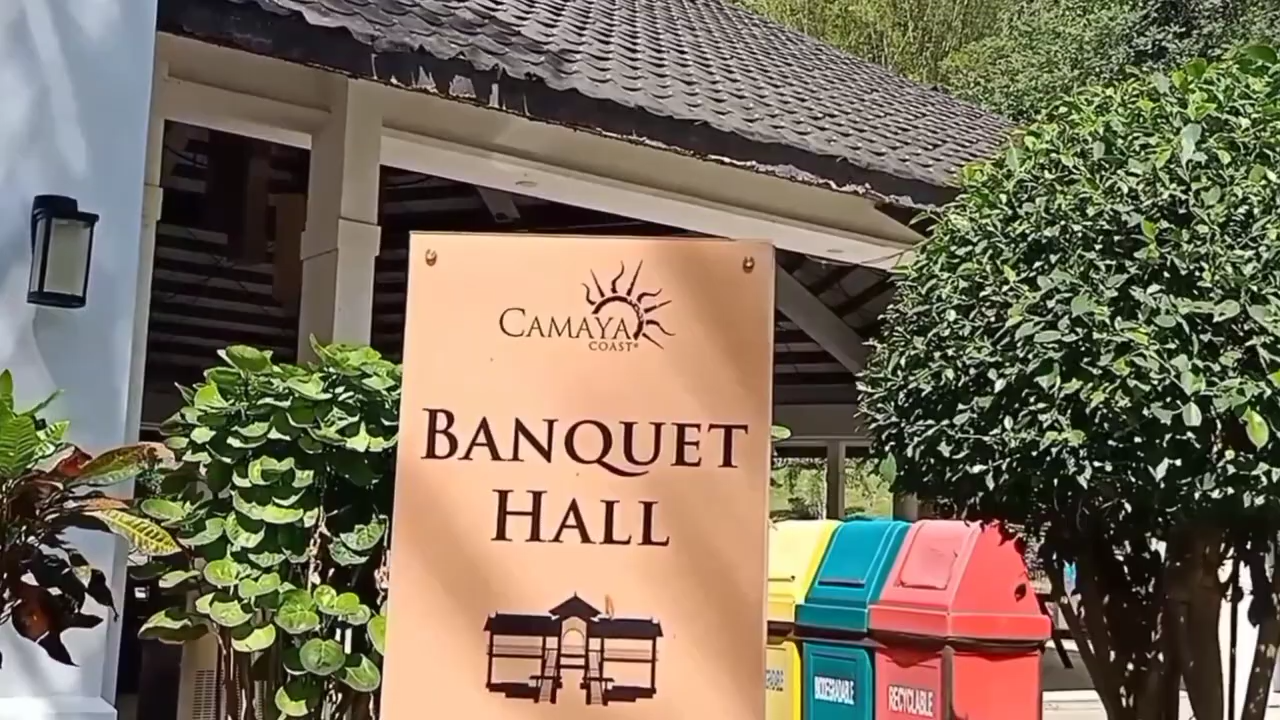 CAMAYA
COAST®
BANQUET
HALL
BIODEGRADABLE
RECYCLABLE